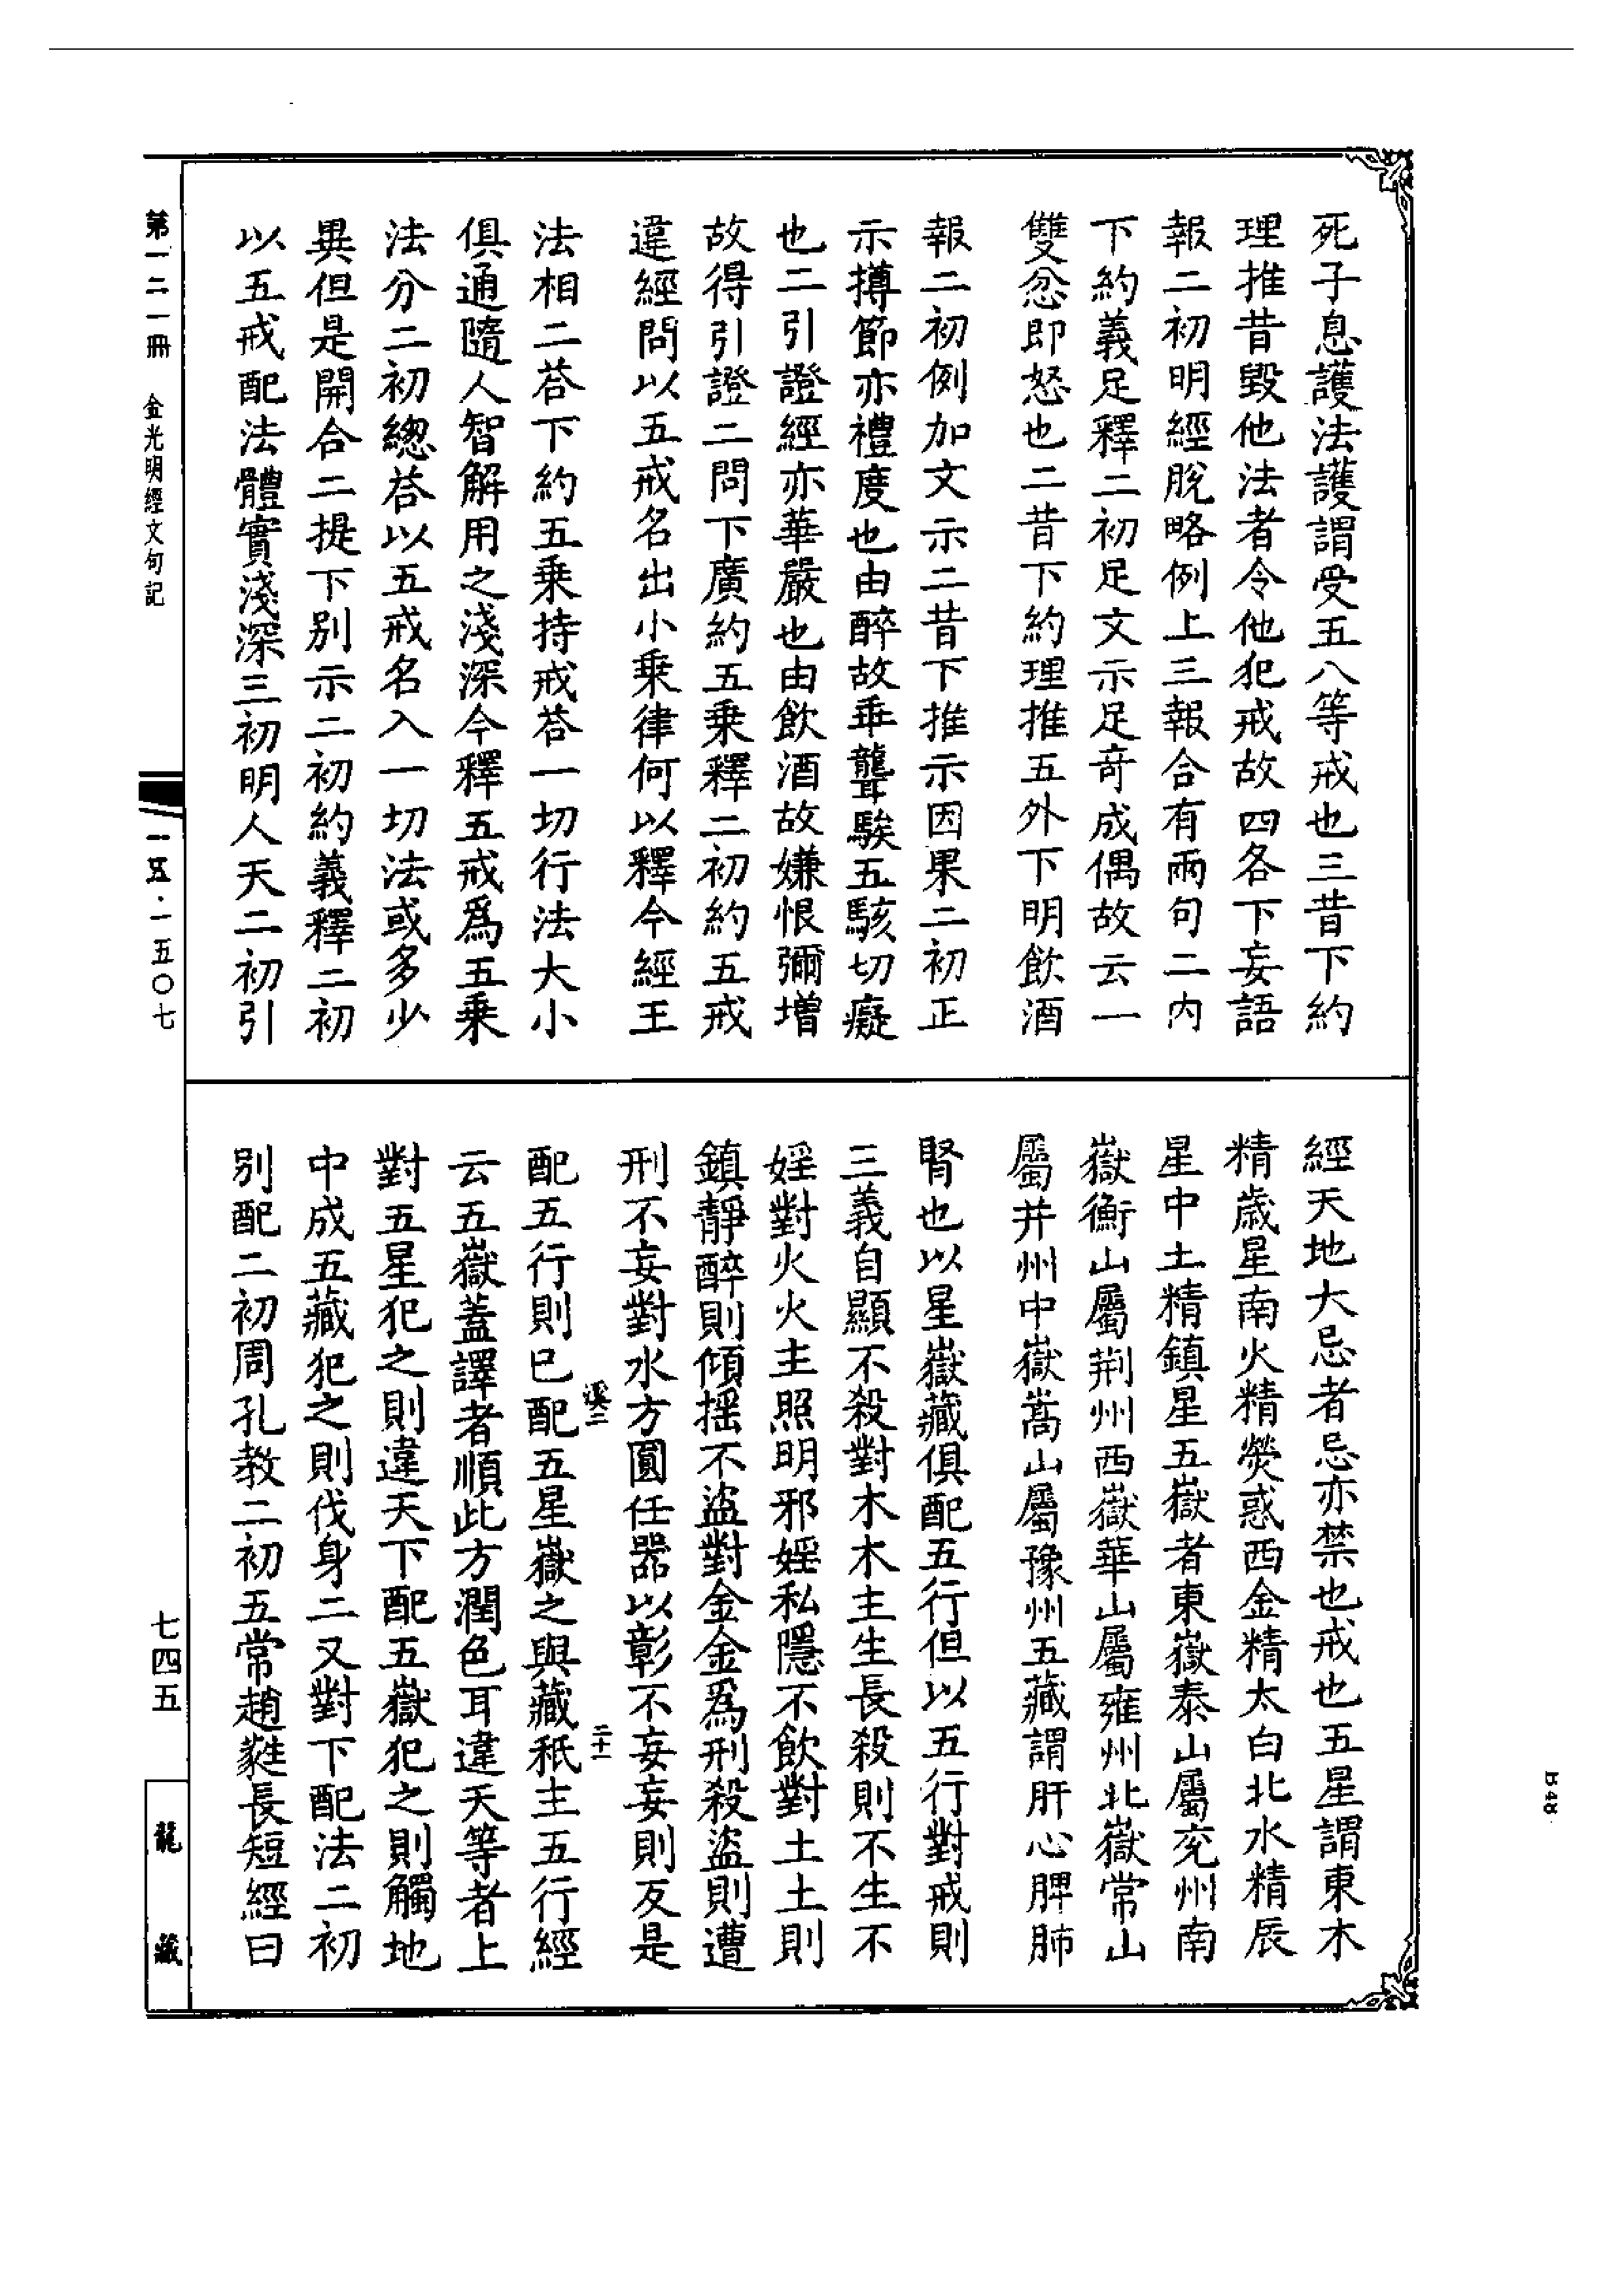 死子息護法護謂受五八等戒也三昔下約
理推昔毀他法者令他犯戒故四各下妄語
報二初明經脫略例上三報合有兩句二内
下約義足釋二初足文示足竒成偶故云一
雙忿即怒也二昔下約理推五外下明飲酒
報二初例加文示二昔下推示因果二初正
示撙節亦禮度也由醉故乖聾騃五駭切癡
也二引證經亦華嚴也由飲酒故嫌恨彌增
故得引證二問下廣約五乘釋二初約五戒
違經問以五戒名出小乘律何以釋今經王
法相二荅下約五乘持戒荅一切行法大小
俱通隨人智解用之淺深今釋五戒爲五乘
法分二初總荅以五戒名入一切法或多少
異但是開合二提下別示二初約義釋二初
以五戒配法體實淺深三初明人天二初引
經天地大忌者忌亦禁也戒也五星謂東木
精歲星南火精熒惑西金精太白北水精辰
星中土精鎮星五嶽者東嶽泰山屬兖州南
嶽衡山屬荆州西嶽華山屬雍州北嶽常山
屬并州中嶽嵩山屬豫州五藏謂肝心脾肺
腎也以星嶽藏俱配五行但以五行對戒則
三義自顯不殺對木木主生長殺則不生不
婬對火火主照明邪婬私隱不飲對土土則
鎮靜醉則傾摇不盜對金金爲刑殺盜則遭
刑不妄對水方圓任器以彰不妄妄則反是
溪二 二十一
配五行則已配五星嶽之與藏秖主五行經
云五嶽蓋譯者順此方潤色耳違天等者上
對五星犯之則違天下配五嶽犯之則觸地
中成五藏犯之則伐身二又對下配法二初
別配二初周孔教二初五常趙蕤長短經曰
第一二一冊 金光明經文句記
一五·一五〇七
七四五
龍藏
B48